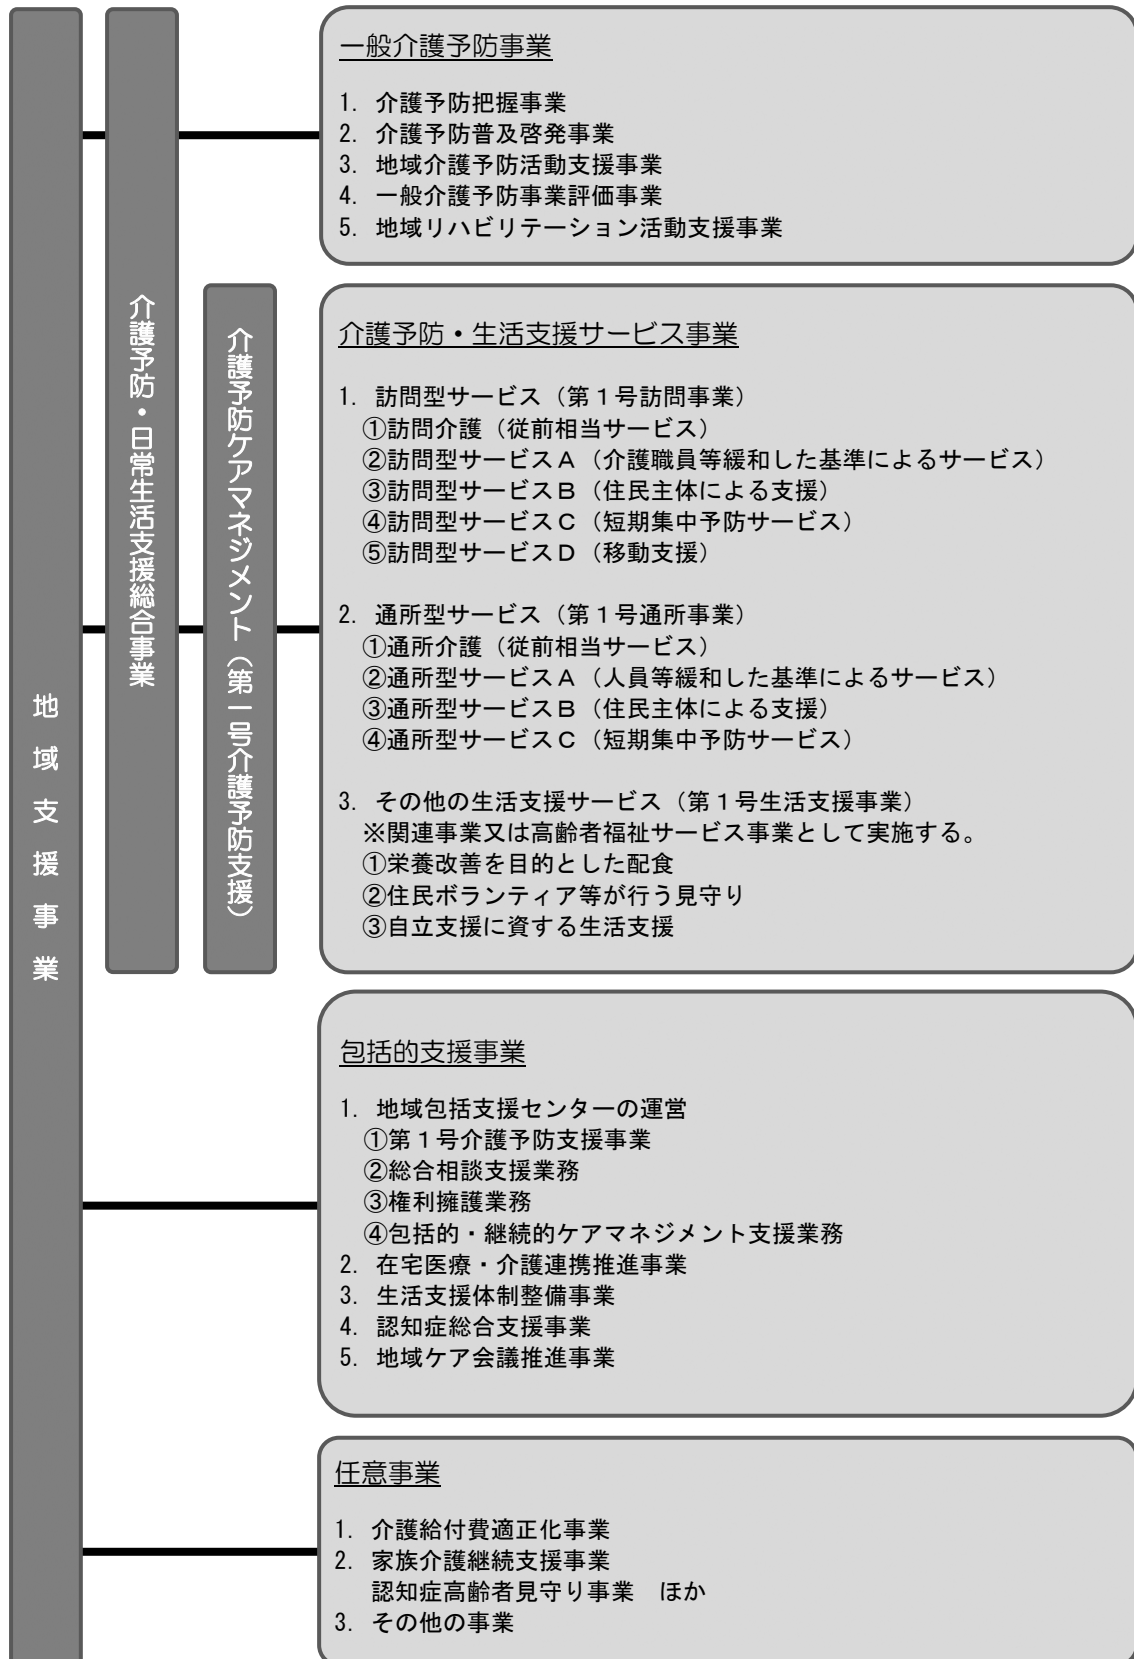 地域支援事業
介護予防・日常生活支援総合事業
介護予防ケアマネジメント（第一号介護予防支援）
一般介護予防事業
1. 介護予防把握事業
2. 介護予防普及啓発事業
3. 地域介護予防活動支援事業
4. 一般介護予防事業評価事業
5. 地域リハビリテーション活動支援事業
介護予防・生活支援サービス事業
1. 訪問型サービス（第１号訪問事業）
①訪問介護（従前相当サービス）
②訪問型サービスＡ（介護職員等緩和した基準によるサービス）
③訪問型サービスＢ（住民主体による支援）
④訪問型サービスＣ（短期集中予防サービス）
⑤訪問型サービスＤ（移動支援）
2. 通所型サービス（第１号通所事業）
①通所介護（従前相当サービス）
②通所型サービスＡ（人員等緩和した基準によるサービス）
③通所型サービスＢ（住民主体による支援）
④通所型サービスＣ（短期集中予防サービス）
3. その他の生活支援サービス（第１号生活支援事業）
※関連事業又は高齢者福祉サービス事業として実施する。
①栄養改善を目的とした配食
②住民ボランティア等が行う見守り
③自立支援に資する生活支援
包括的支援事業
1. 地域包括支援センターの運営
①第１号介護予防支援事業
②総合相談支援業務
③権利擁護業務
④包括的・継続的ケアマネジメント支援業務
2. 在宅医療・介護連携推進事業
3. 生活支援体制整備事業
4. 認知症総合支援事業
5. 地域ケア会議推進事業
任意事業
1. 介護給付費適正化事業
2. 家族介護継続支援事業
認知症高齢者見守り事業　ほか
3. その他の事業